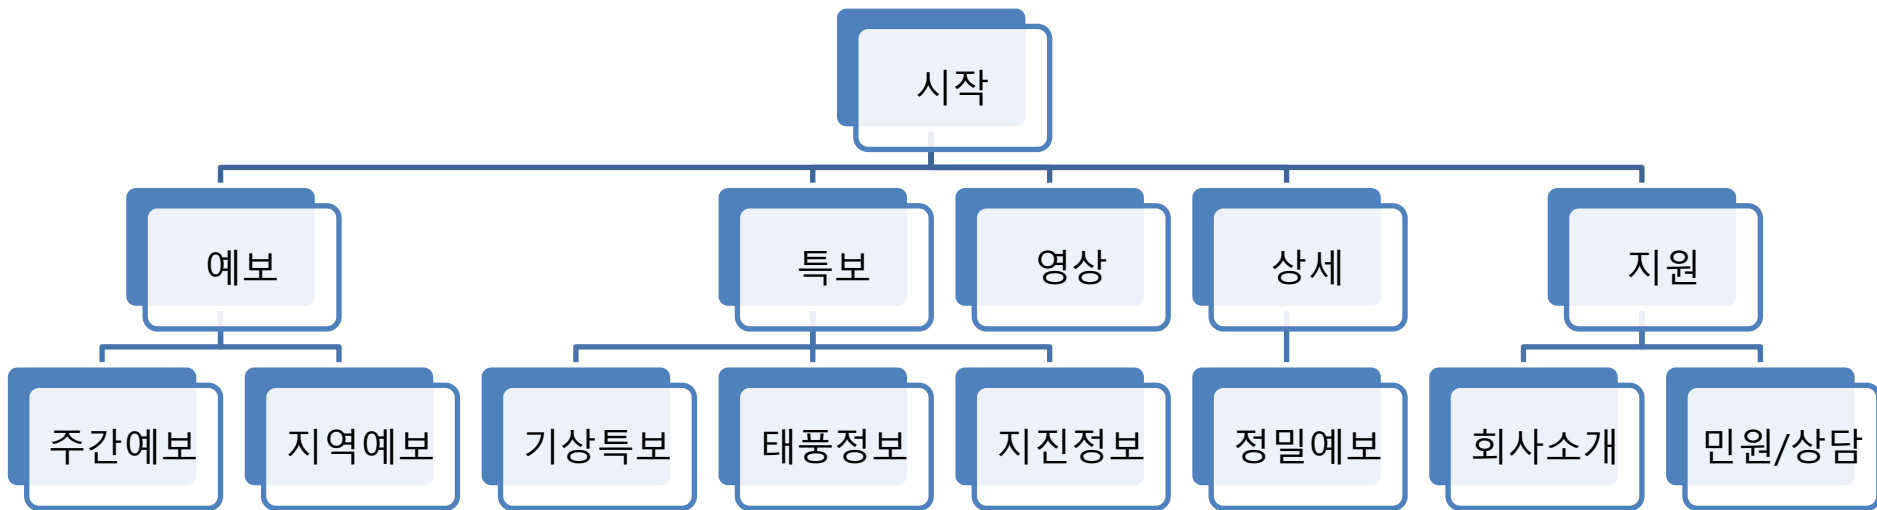 시작
예보
특보
영상
상세
지원
주간예보
지역예보
기상특보
태풍정보
지진정보
정밀예보
회사소개
민원/상담